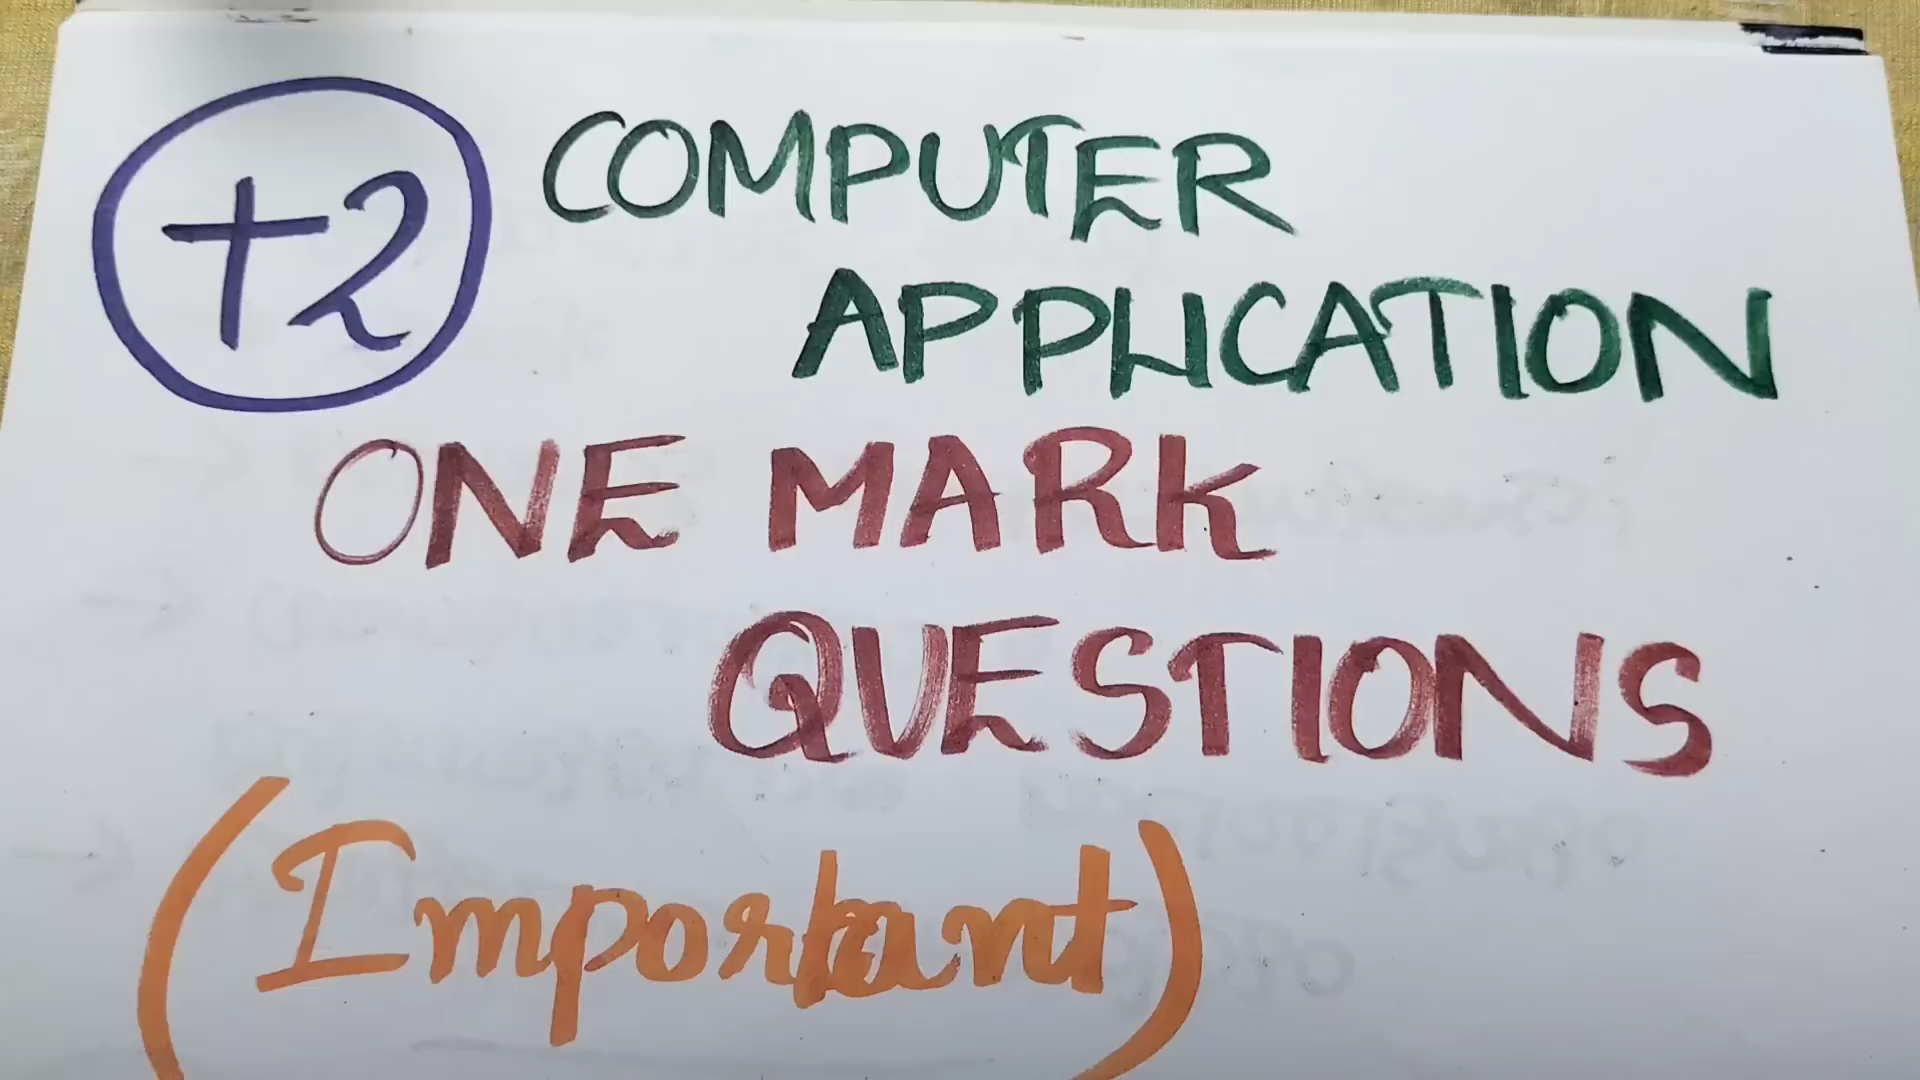 +2 COMPUTER
APPLICATION
ONE MARK
QUESTIONS
(Important)